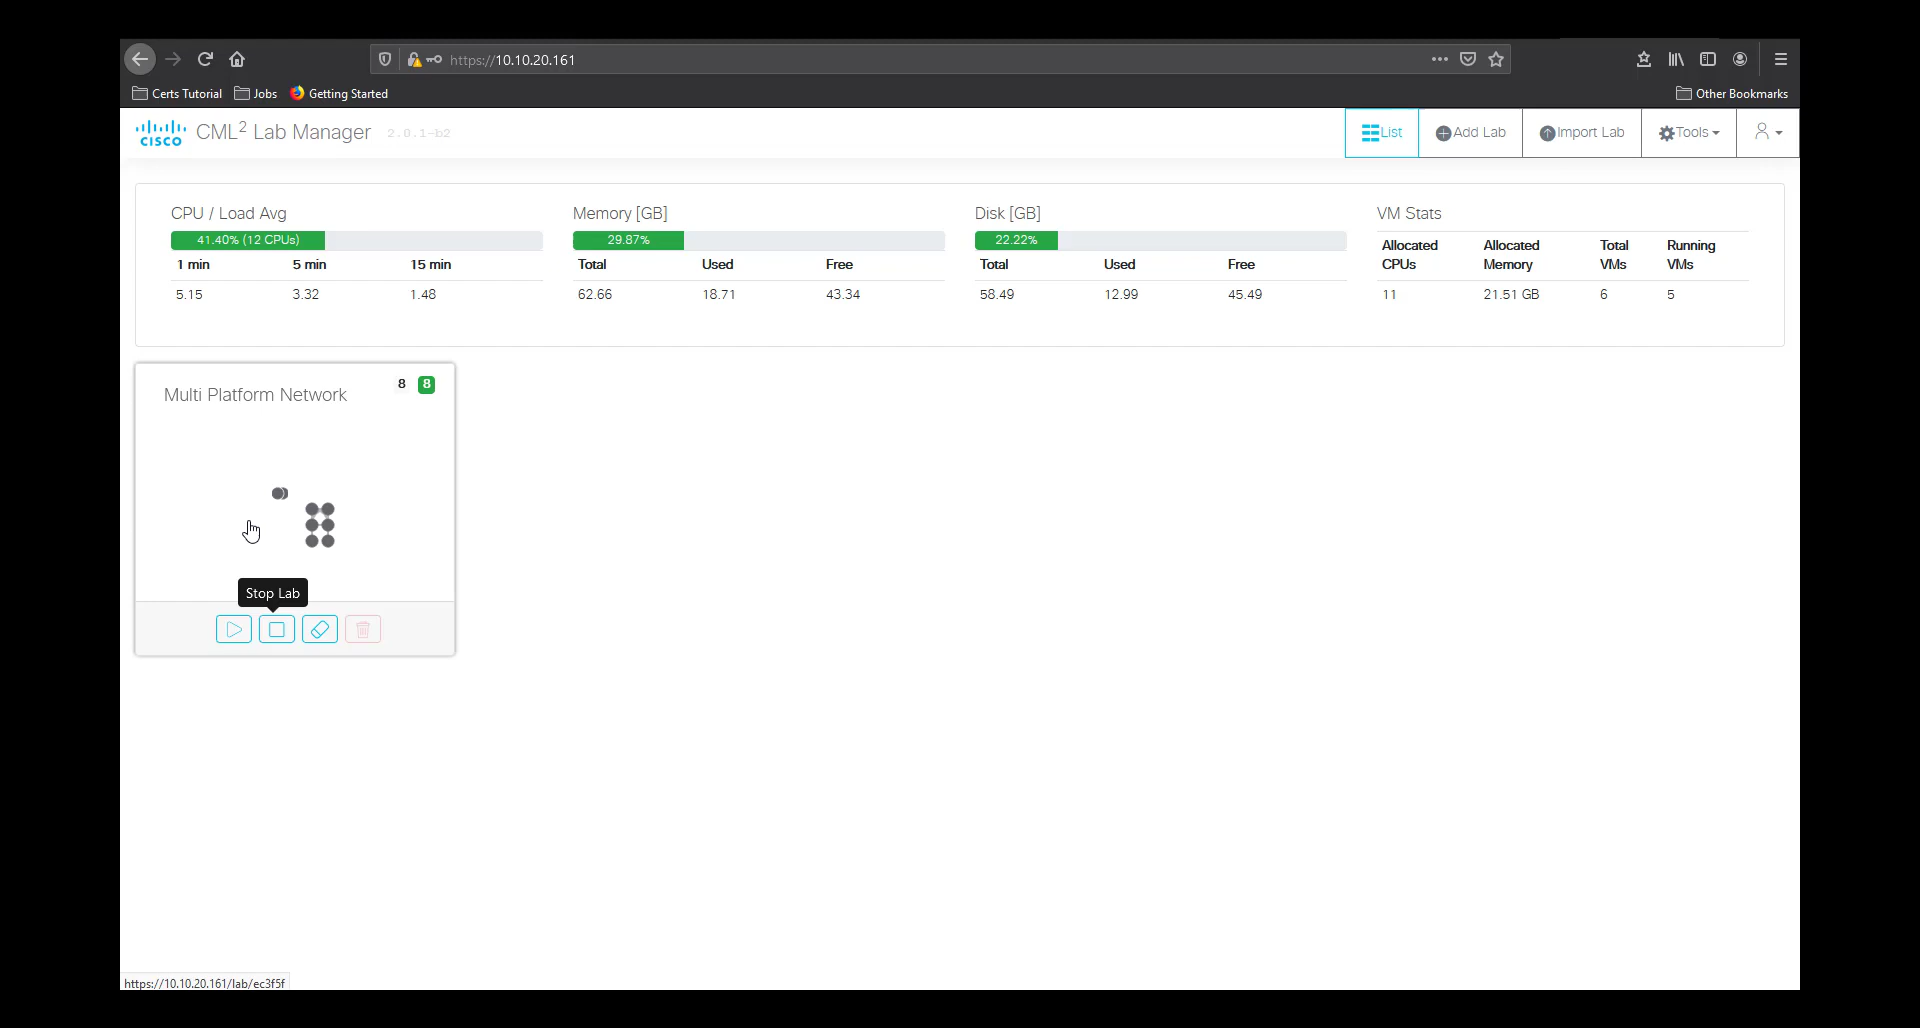 https://10.10.20.161
Certs Tutorial Jobs Getting Started Other Bookmarks
CISCO CML2 Lab Manager 2.0.1-b2 List Add Lab Import Lab Tools
CPU / Load Avg Memory [GB] Disk [GB] VM Stats
41.40% (12 CPUs) 29.87% 22.22%
Allocated Allocated Total Running
1 min 5 min 15 min Total Used Free Total Used Free CPUs Memory VMs VMs
5.15 3.32 1.48 62.66 18.71 43.34 58.49 12.99 45.49 11 21.51 GB 6 5
Multi Platform Network 8 8
Stop Lab
https://10.10.20.161/lab/ec3f5f